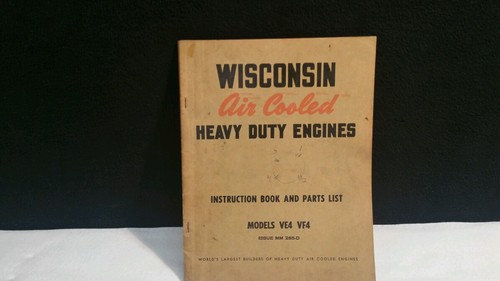 WISCONSIN
Air Cooled
HEAVY DUTY ENGINES
INSTRUCTION BOOK AND PARTS LIST
MODELS VE4 VF4
WORLD'S LARGEST BUILDERS OF HEAVY DUTY AIR COOLED ENGINES